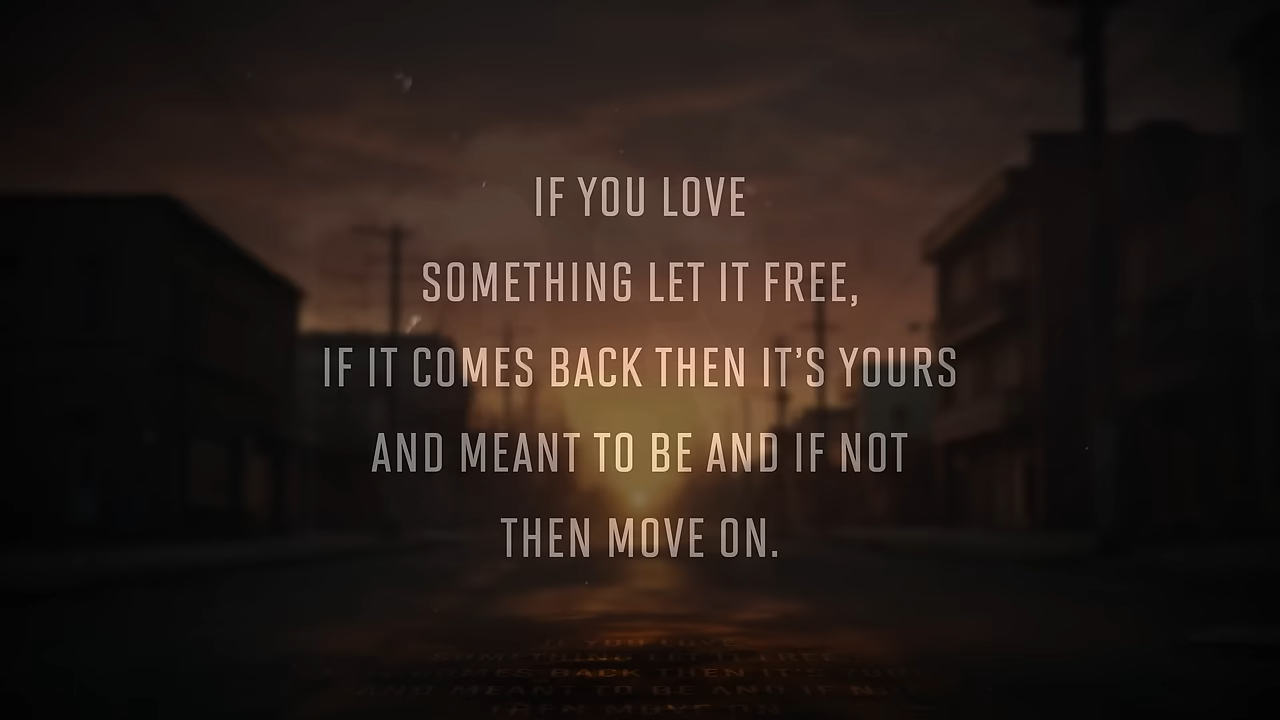 IF YOU LOVE
SOMETHING LET IT FREE,
IF IT COMES BACK THEN IT’S YOURS
AND MEANT TO BE AND IF NOT
THEN MOVE ON.